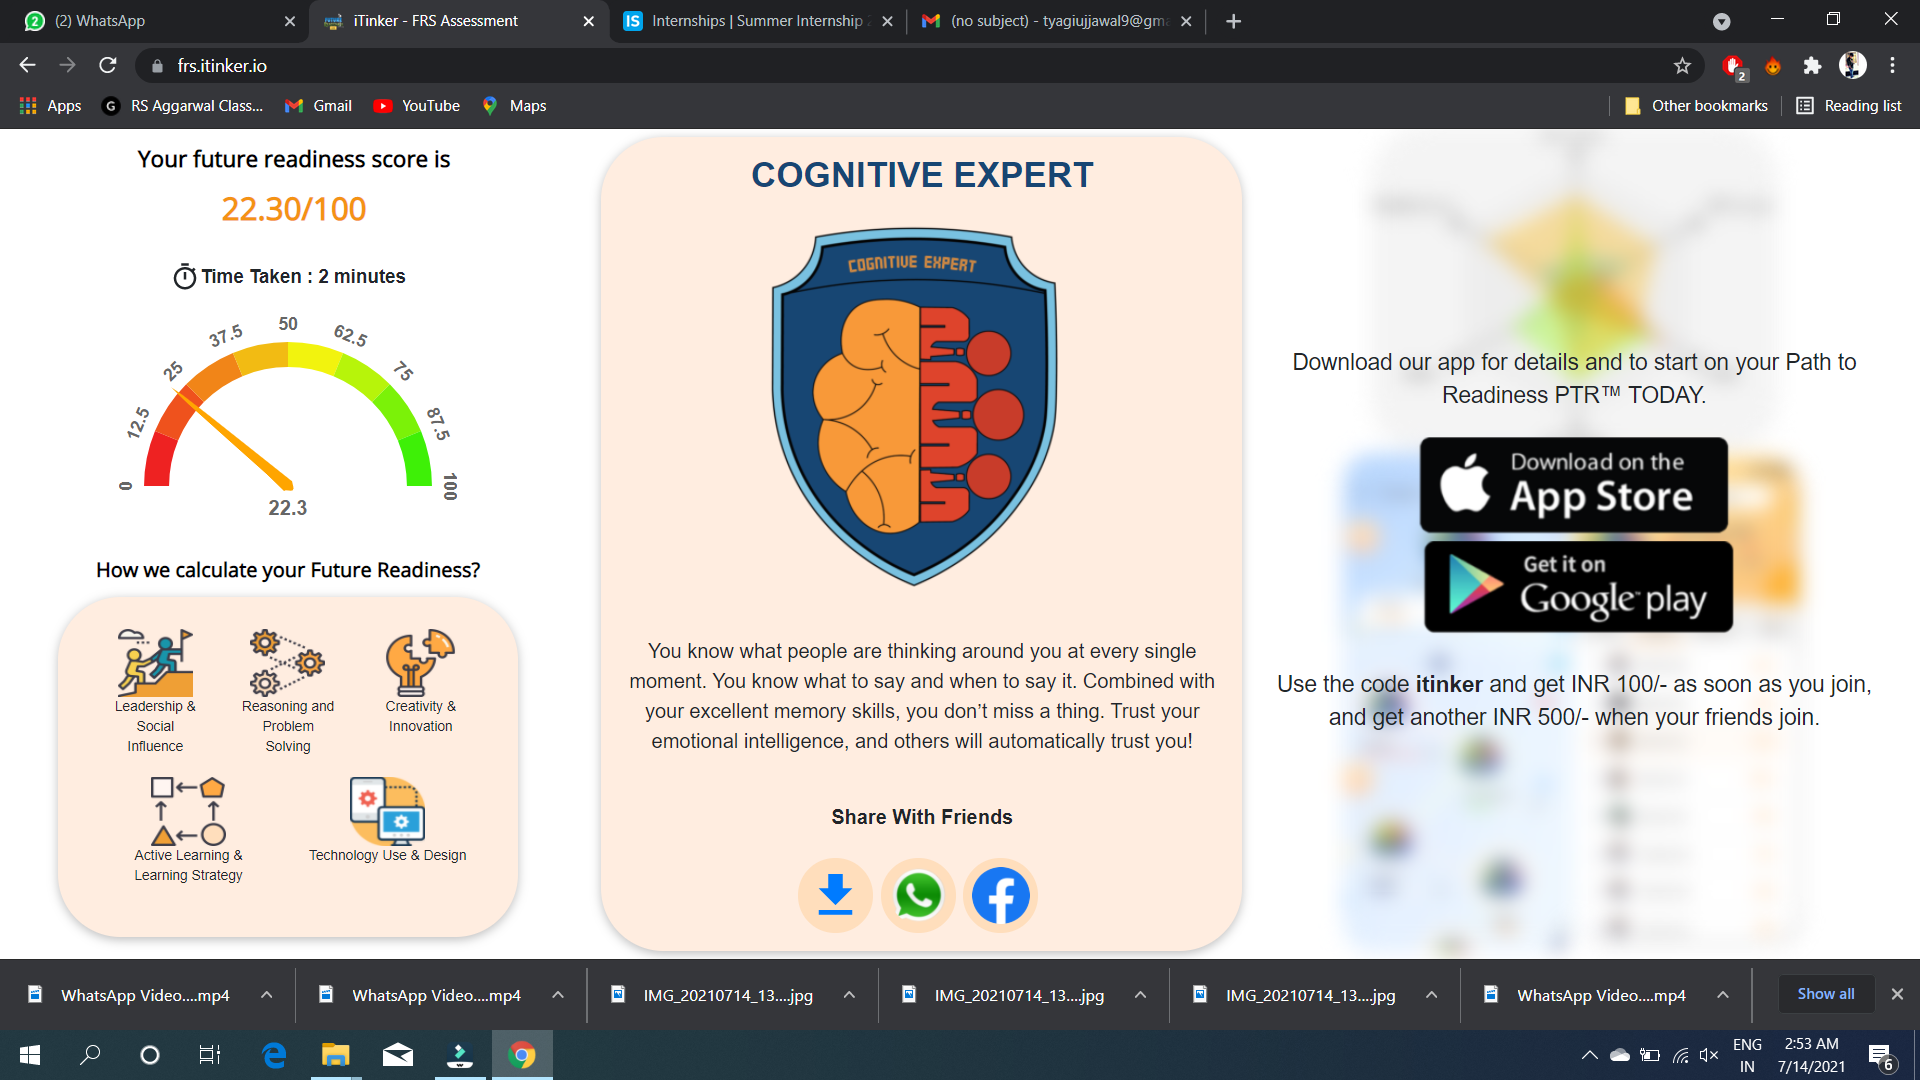 (2) WhatsApp
iTinker - FRS Assessment
Internships | Summer Internship 2
(no subject) - tyagiujjawal9@gma
frs.itinker.io
2
Apps
RS Aggarwal Class...
Gmail
YouTube
Maps
Other bookmarks
Reading list
Your future readiness score is
22.30/100
Time Taken : 2 minutes
0
12.5
25
37.5
50
62.5
75
87.5
100
22.3
How we calculate your Future Readiness?
Leadership &
Social
Influence
Reasoning and
Problem
Solving
Creativity &
Innovation
Active Learning &
Learning Strategy
Technology Use & Design
COGNITIVE EXPERT
COGNITIVE EXPERT
You know what people are thinking around you at every single
moment. You know what to say and when to say it. Combined with
your excellent memory skills, you don’t miss a thing. Trust your
emotional intelligence, and others will automatically trust you!
Share With Friends
Download our app for details and to start on your Path to
Readiness PTR™ TODAY.
Download on the
App Store
Get it on
Google play
Use the code itinker and get INR 100/- as soon as you join,
and get another INR 500/- when your friends join.
WhatsApp Video....mp4
WhatsApp Video....mp4
IMG_20210714_13....jpg
IMG_20210714_13....jpg
IMG_20210714_13....jpg
WhatsApp Video....mp4
Show all
ENG
IN
2:53 AM
7/14/2021
6